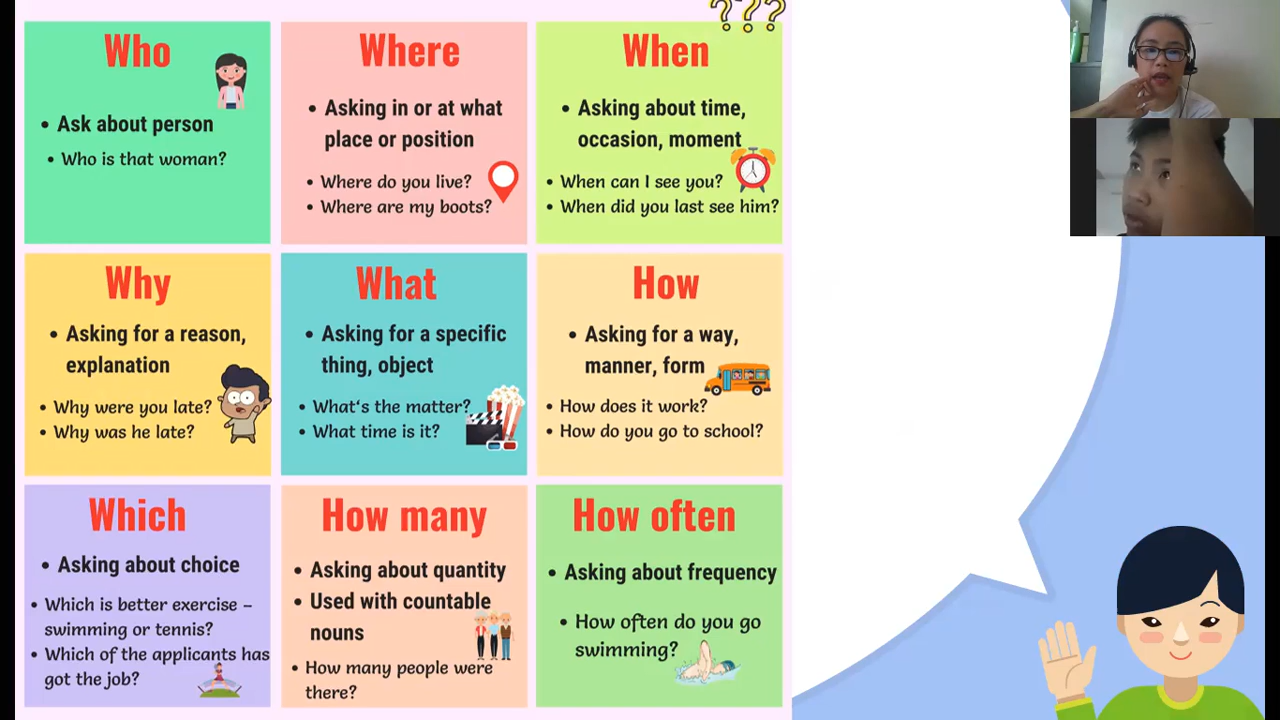 ???
Who
• Ask about person
• Who is that woman?
Where
• Asking in or at what
place or position
• Where do you live?
• Where are my boots?
When
• Asking about time,
occasion, moment
• When can I see you?
• When did you last see him?
Why
• Asking for a reason,
explanation
• Why were you late?
• Why was he late?
What
• Asking for a specific
thing, object
• What's the matter?
• What time is it?
How
• Asking for a way,
manner, form
• How does it work?
• How do you go to school?
Which
• Asking about choice
• Which is better exercise –
swimming or tennis?
• Which of the applicants has
got the job?
How many
• Asking about quantity
• Used with countable
nouns
• How many people were
there?
How often
• Asking about frequency
• How often do you go
swimming?